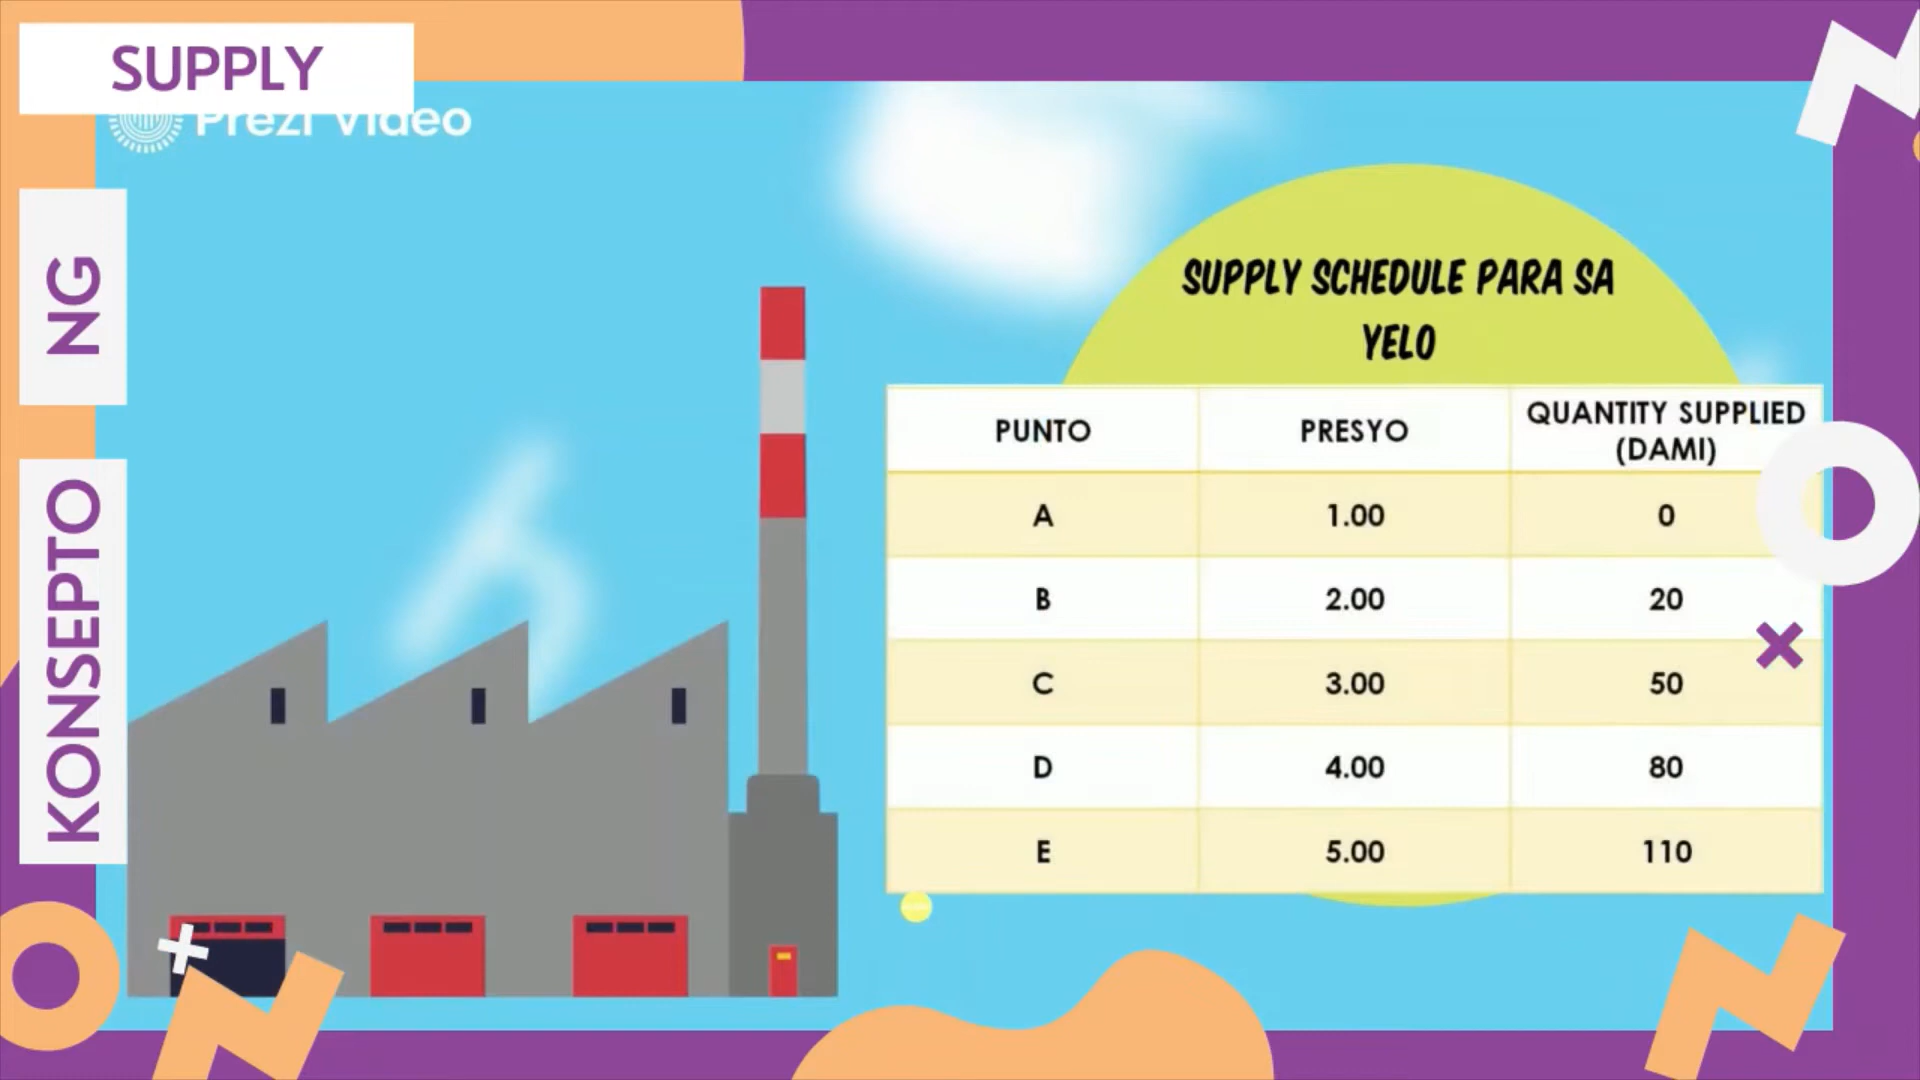 SUPPLY
NG
KONSEPTO
Prezi Video
SUPPLY SCHEDULE PARA SA
YELO
PUNTO PRESYO QUANTITY SUPPLIED (DAMI)
A 1.00 0
B 2.00 20
C 3.00 50
D 4.00 80
E 5.00 110